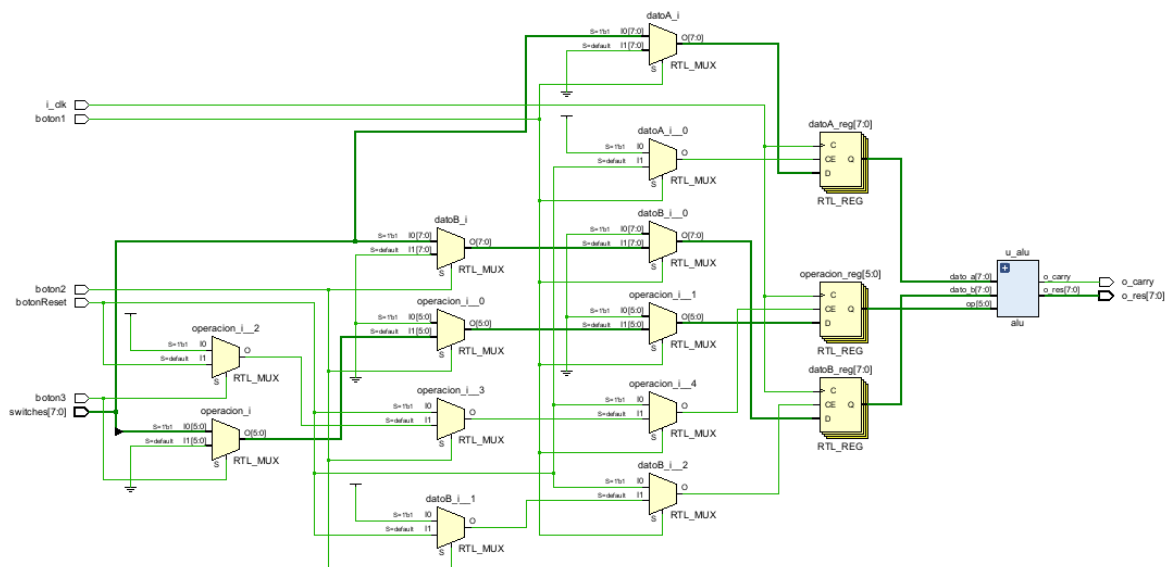 datoA_i
S=1'b1 I0[7:0]
S=default I1[7:0]
O[7:0]
S
RTL_MUX
i_clk
boton1
datoA_i__0
S=1'b1 I0
S=default I1
O
S
RTL_MUX
datoA_reg[7:0]
C
CE
D
Q
RTL_REG
datoB_i
S=1'b1 I0[7:0]
S=default I1[7:0]
O[7:0]
S
RTL_MUX
datoB_i__0
S=1'b1 I0[7:0]
S=default I1[7:0]
O[7:0]
S
RTL_MUX
u_alu
dato_a[7:0]
dato_b[7:0]
op[5:0]
o_carry
o_res[7:0]
alu
o_carry
o_res[7:0]
boton2
botonReset
operacion_i__0
S=1'b1 I0[5:0]
S=default I1[5:0]
O[5:0]
S
RTL_MUX
operacion_i__1
S=1'b1 I0[5:0]
S=default I1[5:0]
O[5:0]
S
RTL_MUX
operacion_reg[5:0]
C
CE
D
Q
RTL_REG
operacion_i__2
S=1'b1 I0
S=default I1
O
S
RTL_MUX
boton3
switches[7:0]
operacion_i__3
S=1'b1 I0
S=default I1
O
S
RTL_MUX
operacion_i__4
S=1'b1 I0
S=default I1
O
S
RTL_MUX
datoB_reg[7:0]
C
CE
D
Q
RTL_REG
operacion_i
S=1'b1 I0[5:0]
S=default I1[5:0]
O[5:0]
S
RTL_MUX
datoB_i__1
S=1'b1 I0
S=default I1
O
S
RTL_MUX
datoB_i__2
S=1'b1 I0
S=default I1
O
S
RTL_MUX